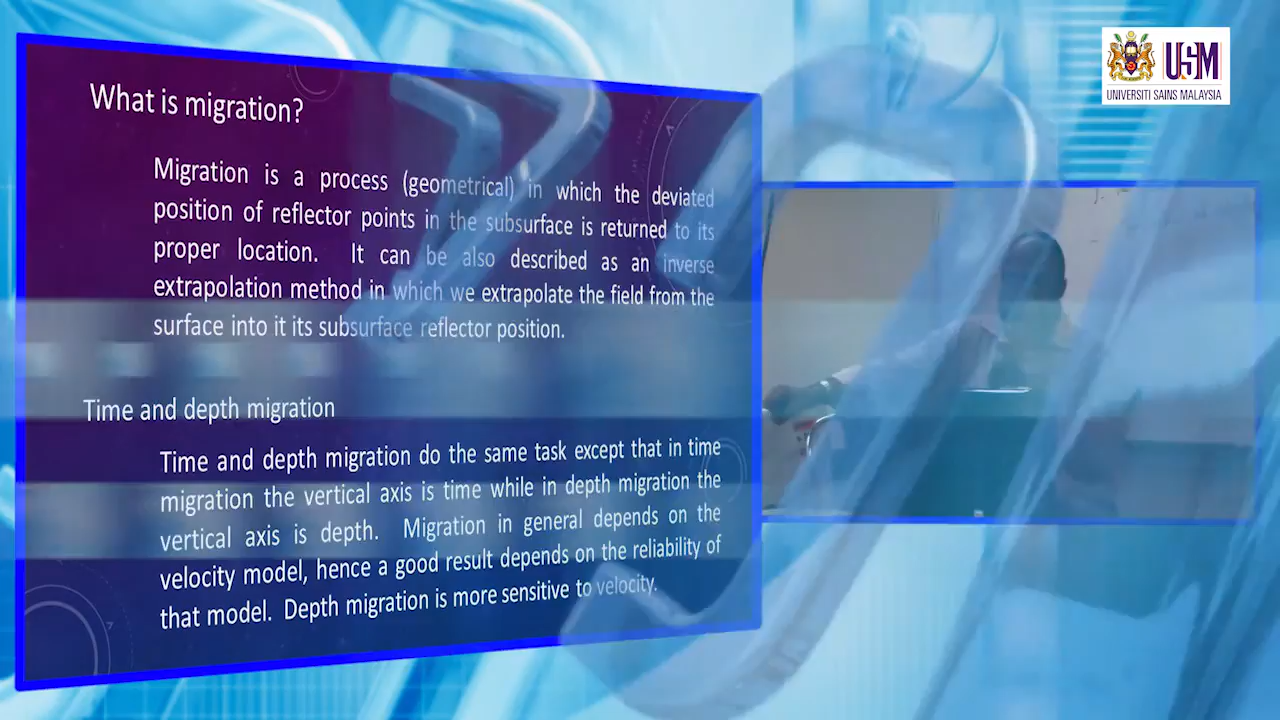 What is migration?
Migration is a process (geometrical) in which the deviated
position of reflector points in the subsurface is returned to its
proper location. It can be also described as an inverse
extrapolation method in which we extrapolate the field from the
surface into it its subsurface reflector position.
Time and depth migration
Time and depth migration do the same task except that in time
migration the vertical axis is time while in depth migration the
vertical axis is depth. Migration in general depends on the
velocity model, hence a good result depends on the reliability of
that model. Depth migration is more sensitive to velocity.
USM
UNIVERSITI SAINS MALAYSIA